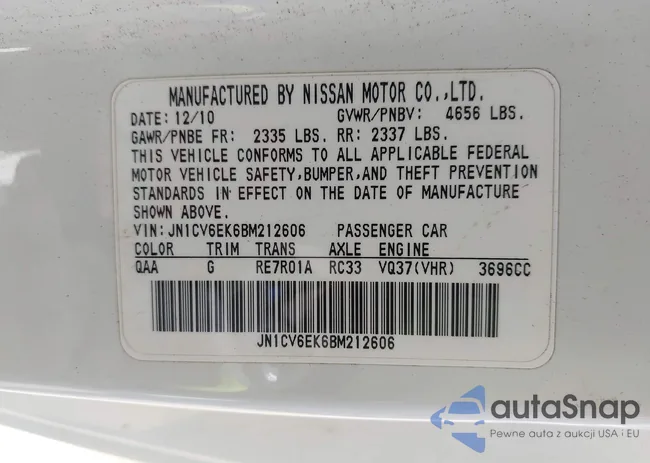 MANUFACTURED BY NISSAN MOTOR CO.,LTD.
DATE: 12/10 GVWR/PNBV: 4656 LBS.
GAWR/PNBE FR: 2335 LBS. RR: 2337 LBS.
THIS VEHICLE CONFORMS TO ALL APPLICABLE FEDERAL
MOTOR VEHICLE SAFETY,BUMPER,AND THEFT PREVENTION
STANDARDS IN EFFECT ON THE DATE OF MANUFACTURE
SHOWN ABOVE.
VIN:JN1CV6EK6BM212606 PASSENGER CAR
COLOR TRIM TRANS AXLE ENGINE
QAA G RE7R01A RC33 VQ37(VHR) 3696CC
JN1CV6EK6BM212606
autaSnap
Pewne auta z aukcji USA i EU